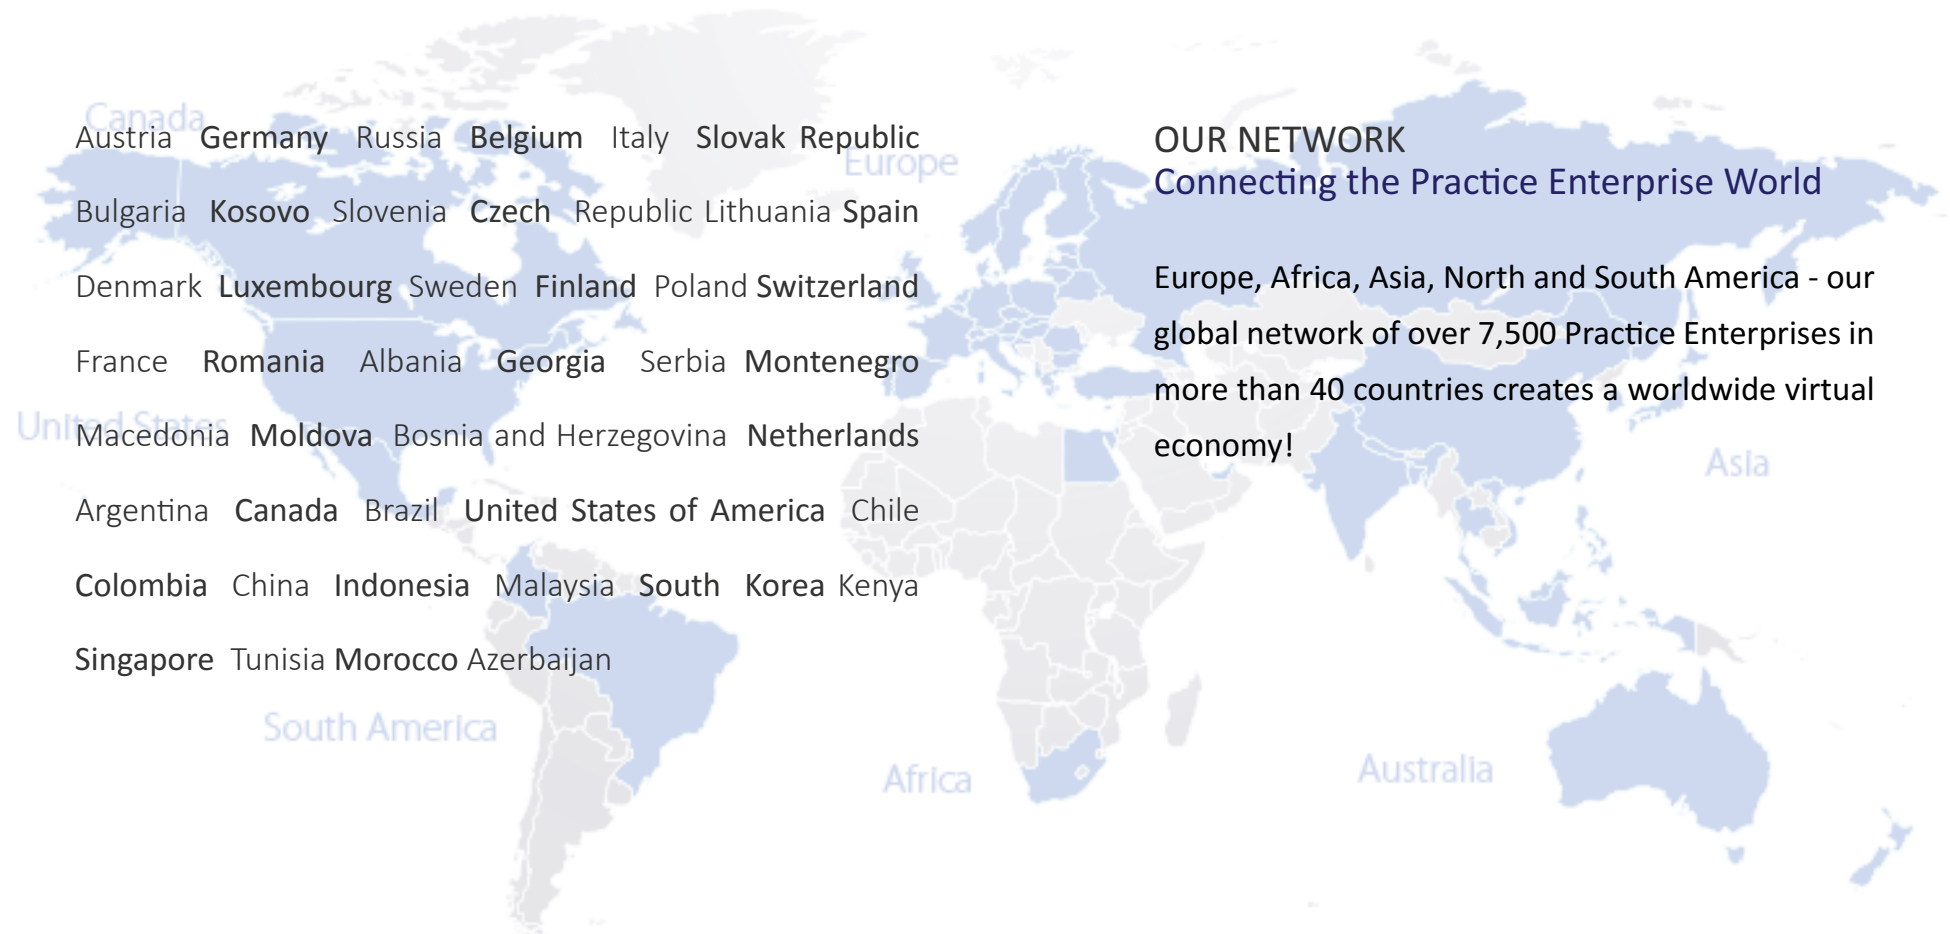 Canada
Austria Germany Russia Belgium Italy Slovak Republic
Europe
Bulgaria Kosovo Slovenia Czech Republic Lithuania Spain
Denmark Luxembourg Sweden Finland Poland Switzerland
France Romania Albania Georgia Serbia Montenegro
United States
Macedonia Moldova Bosnia and Herzegovina Netherlands
Argentina Canada Brazil United States of America Chile
Colombia China Indonesia Malaysia South Korea Kenya
Singapore Tunisia Morocco Azerbaijan
South America
Africa
OUR NETWORK
Connecting the Practice Enterprise World
Europe, Africa, Asia, North and South America - our
global network of over 7,500 Practice Enterprises in
more than 40 countries creates a worldwide virtual
economy!
Asia
Australia